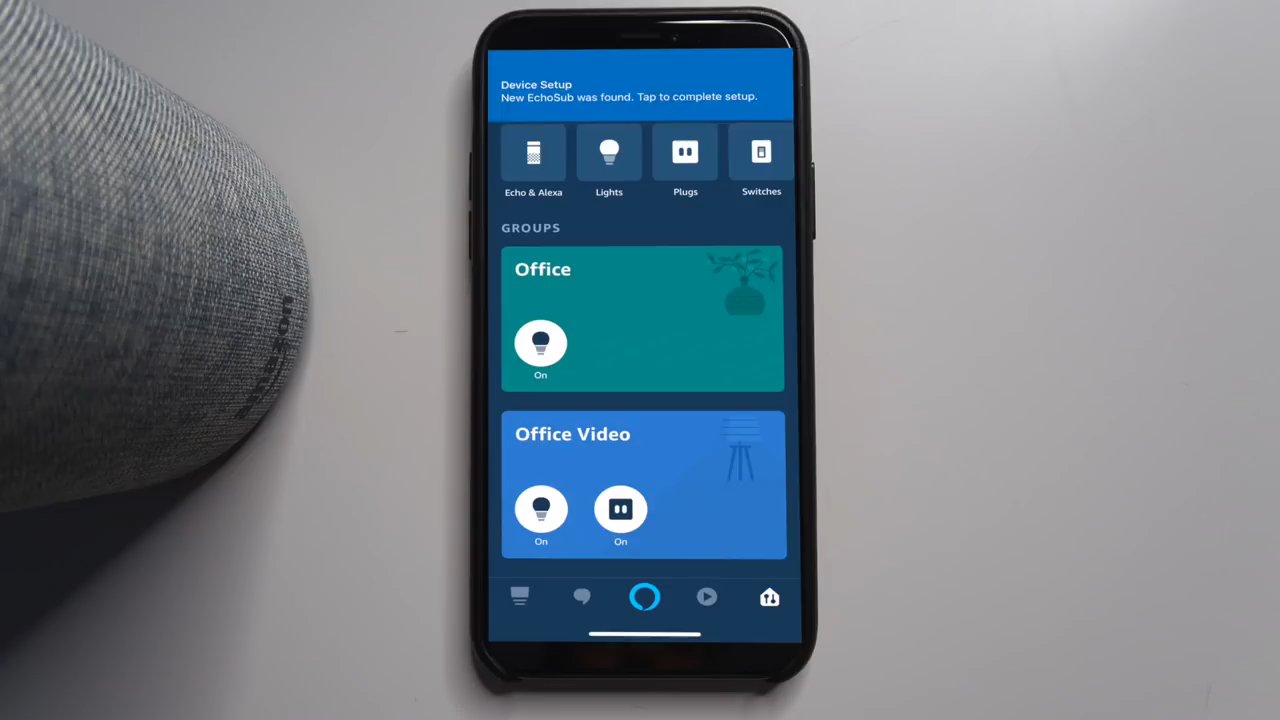 Device Setup
New EchoSub was found. Tap to complete setup.
Echo & Alexa
Lights
Plugs
Switches
GROUPS
Office
On
Office Video
On
On
amazon